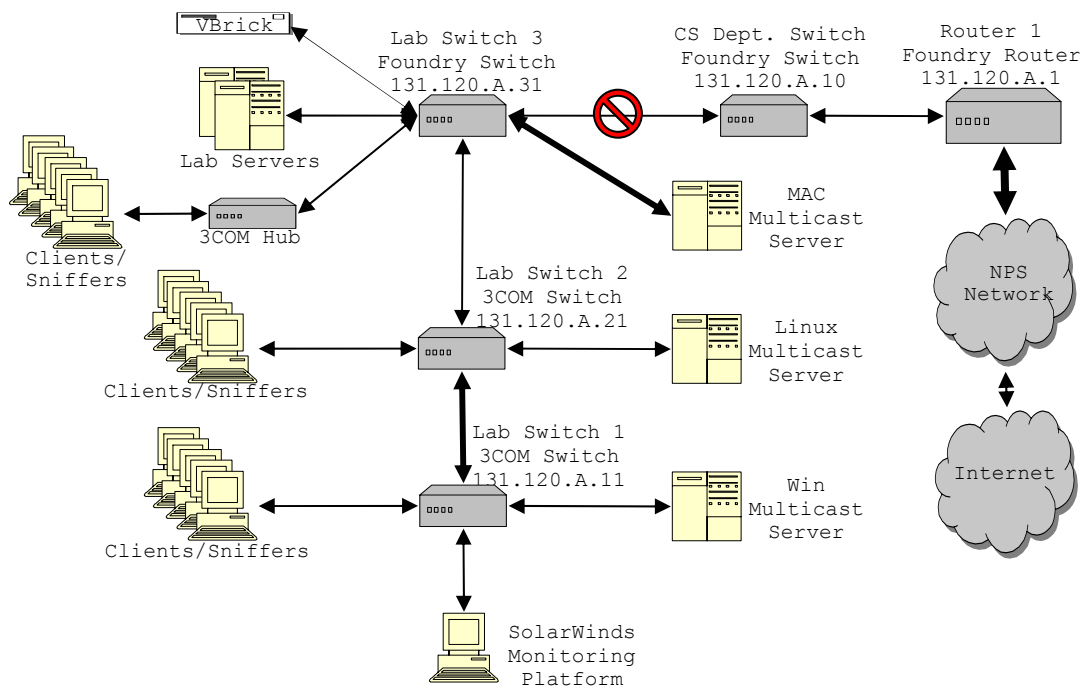 VBrick
Lab Switch 3
Foundry Switch
131.120.A.31
CS Dept. Switch
Foundry Switch
131.120.A.10
Router 1
Foundry Router
131.120.A.1
Lab Servers
3COM Hub
Clients/
Sniffers
MAC
Multicast
Server
NPS
Network
Lab Switch 2
3COM Switch
131.120.A.21
Clients/Sniffers
Linux
Multicast
Server
Lab Switch 1
3COM Switch
131.120.A.11
Clients/Sniffers
Win
Multicast
Server
Internet
SolarWinds
Monitoring
Platform